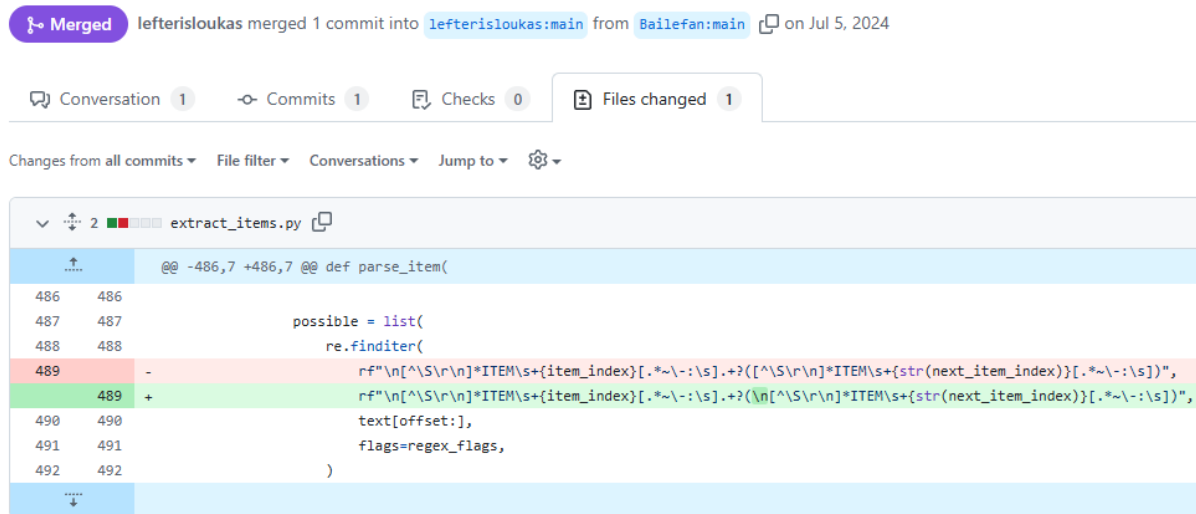 Merged lefterisloukas merged 1 commit into lefterisloukas:main from Bailefan:main on Jul 5, 2024
Conversation 1 Commits 1 Checks 0 Files changed 1
Changes from all commits File filter Conversations Jump to
2 extract_items.py
@@ -486,7 +486,7 @@ def parse_item(
486 486
487 487 possible = list(
488 488 re.finditer(
489 - rf"\n[^\S\r\n]*ITEM\s+{item_index}[.*~\-:\s].+?([^\S\r\n]*ITEM\s+{str(next_item_index)}[.*~\-:\s])",
489 + rf"\n[^\S\r\n]*ITEM\s+{item_index}[.*~\-:\s].+?(\n[^\S\r\n]*ITEM\s+{str(next_item_index)}[.*~\-:\s])",
490 490 text[offset:],
491 491 flags=regex_flags,
492 492 )